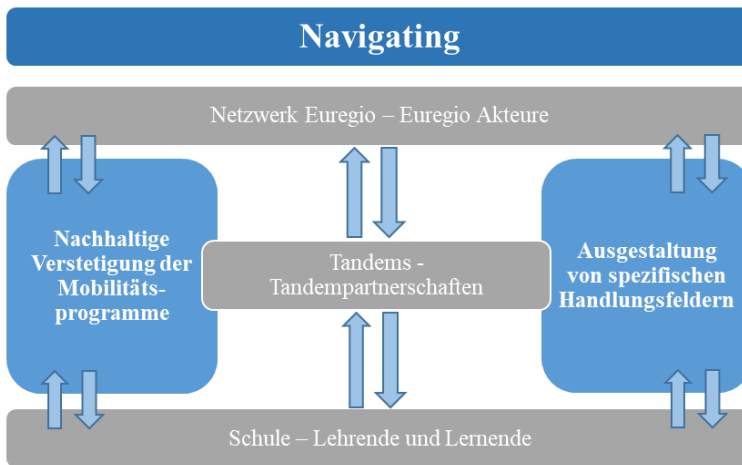 Navigating
Netzwerk Euregio – Euregio Akteure
Nachhaltige
Verstetigung der
Mobilitäts-
programme
Tandems -
Tandempartnerschaften
Ausgestaltung
von spezifischen
Handlungsfeldern
Schule – Lehrende und Lernende